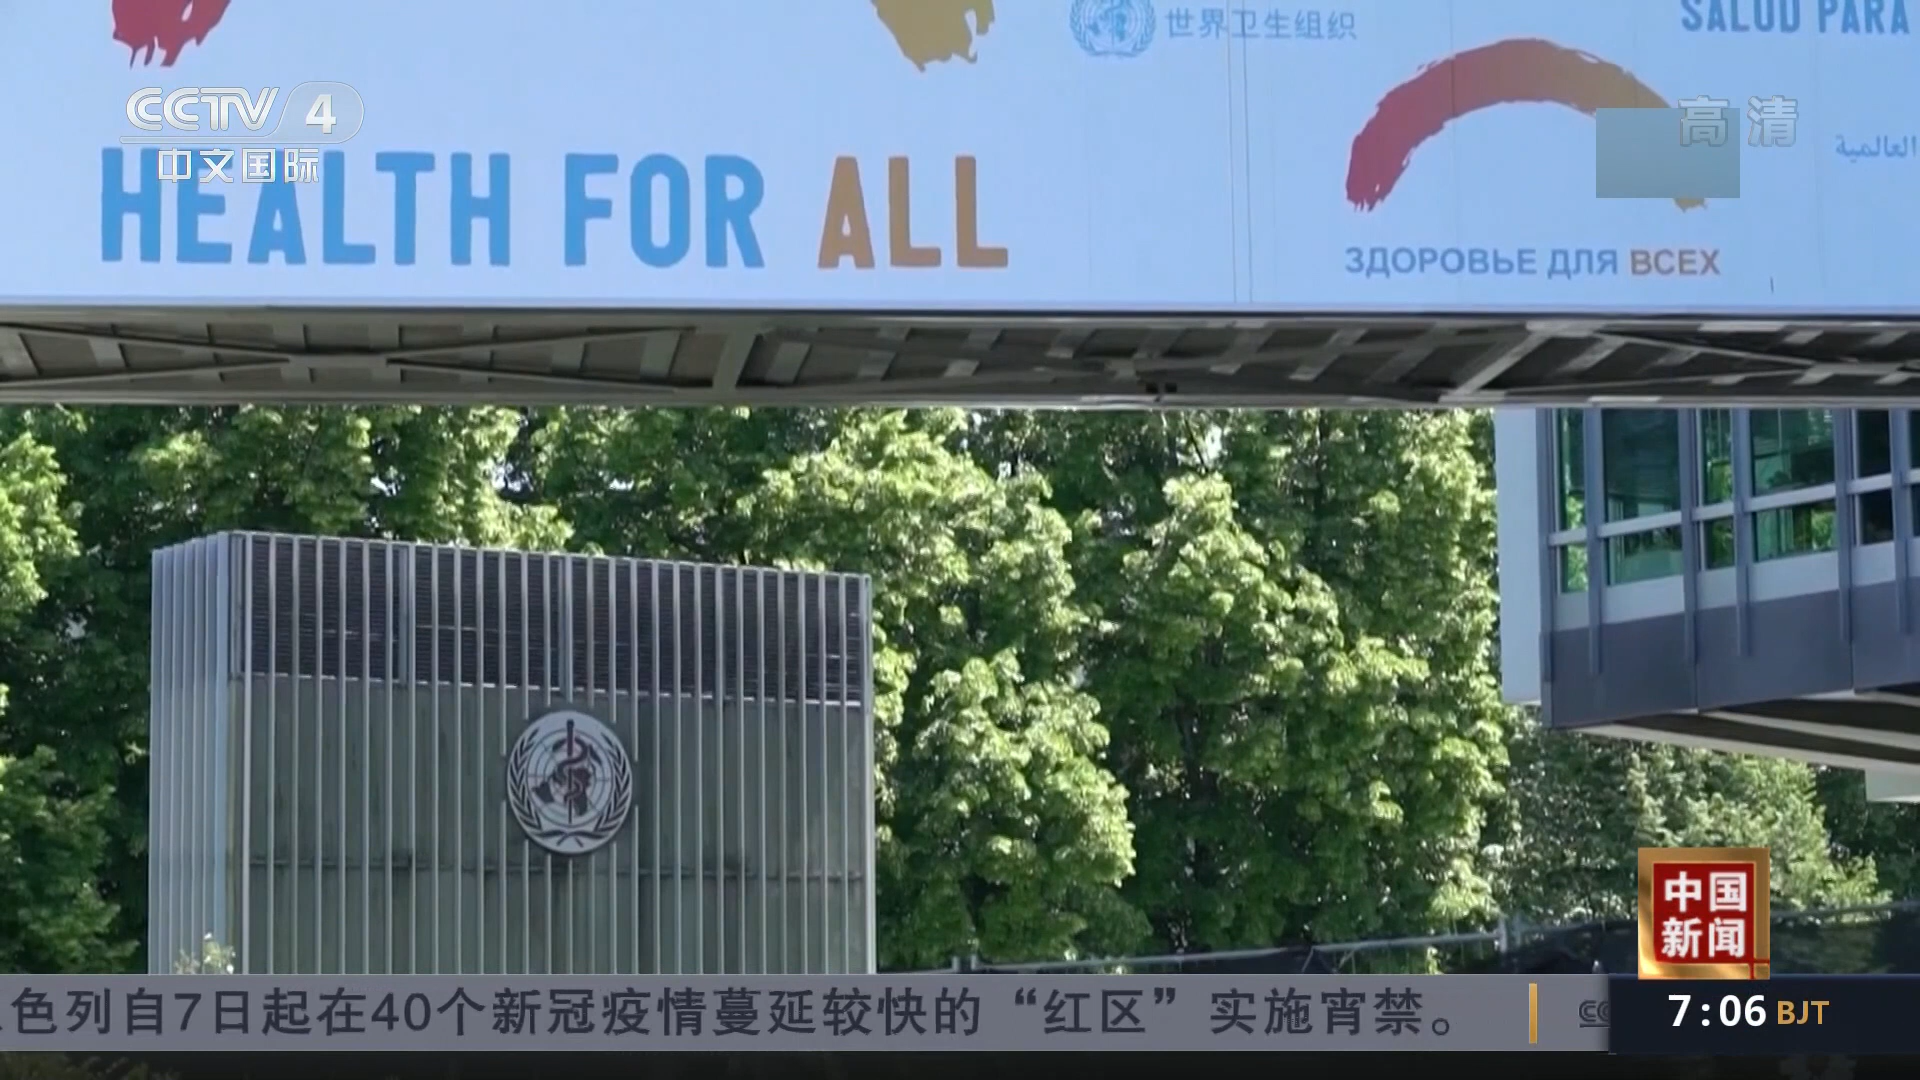 世界卫生组织
SALUD PARA
CCTV 4
中文国际
高清
HEALTH FOR ALL
العالمية
ЗДОРОВЬЕ ДЛЯ ВСЕХ
中国
新闻
色列自7日起在40个新冠疫情蔓延较快的“红区”实施宵禁。
7:06 BJT